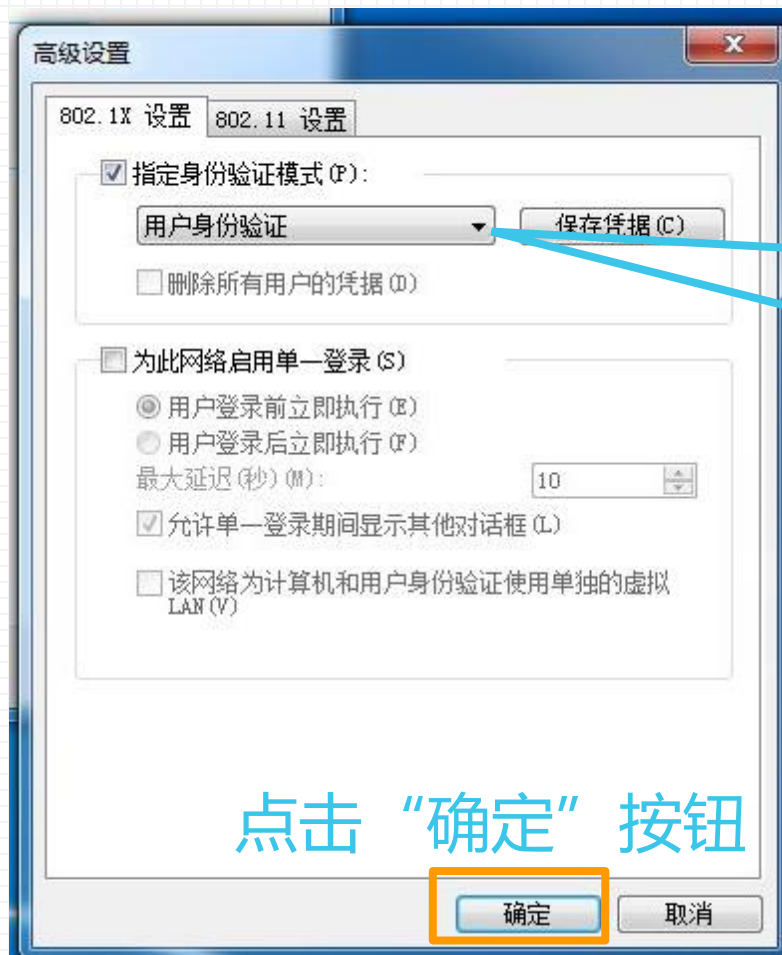 高级设置
802.1X 设置
802.11 设置
指定身份验证模式(P):
用户身份验证
保存凭据(C)
删除所有用户的凭据(D)
为此网络启用单一登录(S)
用户登录前立即执行(E)
用户登录后立即执行(F)
最大延迟(秒)(M):
10
允许单一登录期间显示其他对话框(L)
该网络为计算机和用户身份验证使用单独的虚拟
LAN(V)
点击“确定”按钮
确定
取消